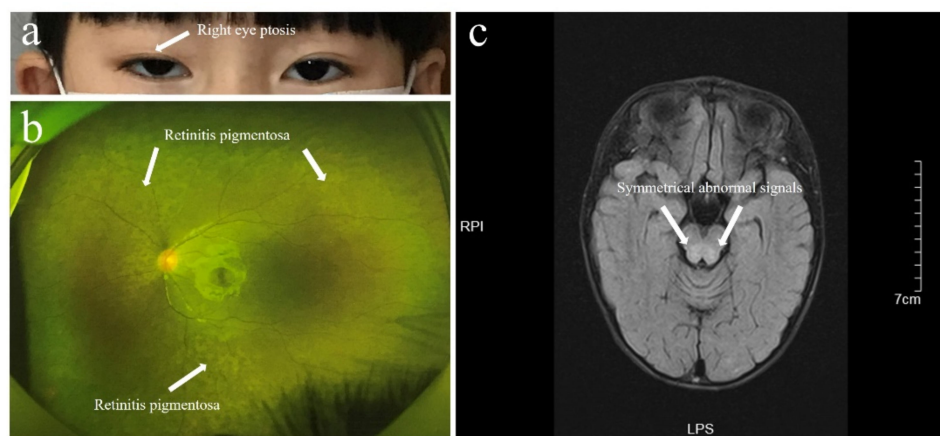 a
Right eye ptosis
b
Retinitis pigmentosa
Retinitis pigmentosa
c
Symmetrical abnormal signals
RPI
7cm
LPS